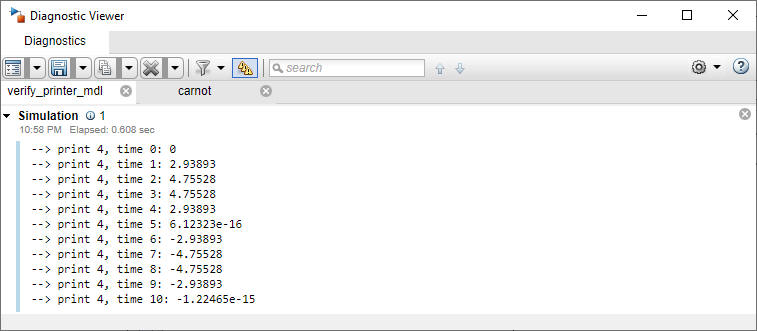 Diagnostic Viewer
Diagnostics
search
verify_printer_mdl
carnot
Simulation 1
10:58 PM Elapsed: 0.608 sec
--> print 4, time 0: 0
--> print 4, time 1: 2.93893
--> print 4, time 2: 4.75528
--> print 4, time 3: 4.75528
--> print 4, time 4: 2.93893
--> print 4, time 5: 6.12323e-16
--> print 4, time 6: -2.93893
--> print 4, time 7: -4.75528
--> print 4, time 8: -4.75528
--> print 4, time 9: -2.93893
--> print 4, time 10: -1.22465e-15